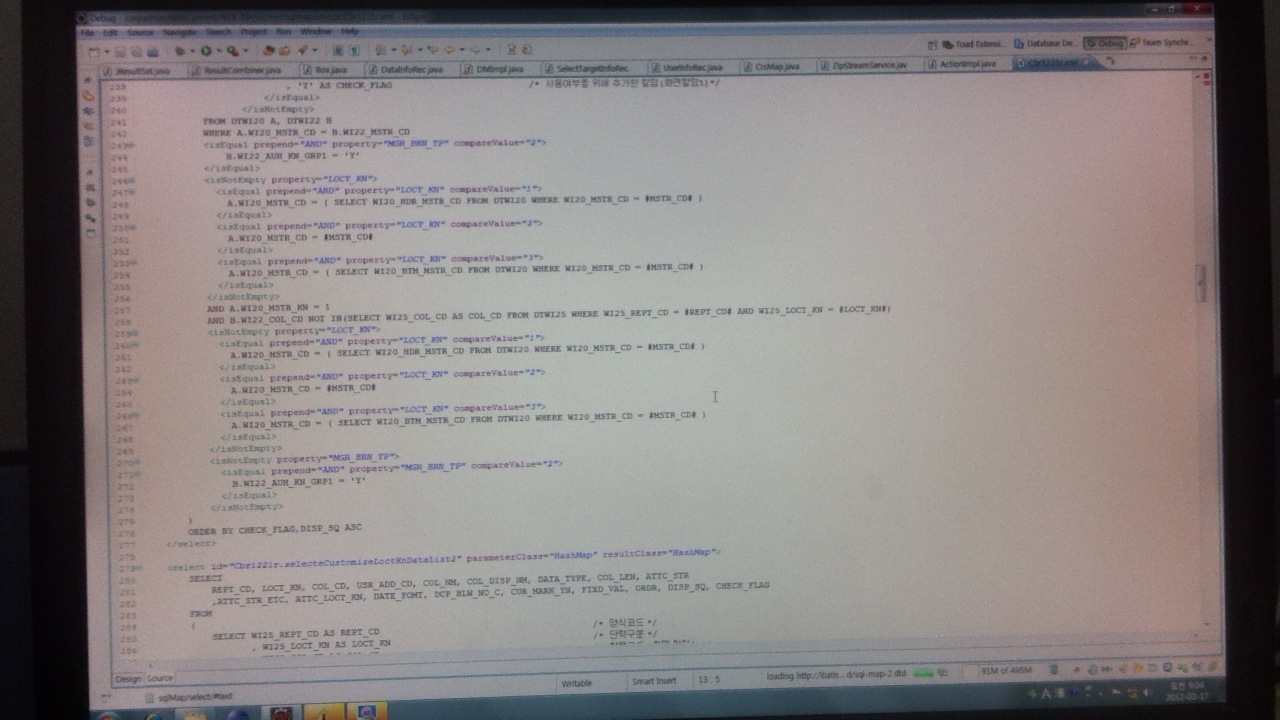 Debug
File Edit Source Navigate Search Project Run Window Help
Toad Extensi.. Database De.. Debug Team Synchr..
ResultSet.java ResultCombiner.java Box.java DataInfoRec.java DMImpl.java SelectTargetInfoRec. UserInfoRec.java CrisMap.java ZipStreamService.jav ActionImpl.java
239 , 'T' AS CHECK_FLAG /* 사용여부를 위해 추가한 칼럼(화면칼럼1)*/
</isEqual>
240 </isNotEmpty>
241 FROM DTWI20 A, DTWI22 B
242 WHERE A.WI20_MSTR_CD = B.WI22_MSTR_CD
243 <isEqual prepend="AND" property="MGR_BRN_TP" compareValue="2">
244 B.WI22_AUH_KN_GRP1 = 'Y'
245 </isEqual>
246 <isNotEmpty property="LOCT_KN">
247 <isEqual prepend="AND" property="LOCT_KN" compareValue="1">
248 A.WI20_MSTR_CD = ( SELECT WI20_HDR_MSTR_CD FROM DTWI20 WHERE WI20_MSTR_CD = #MSTR_CD# )
249 </isEqual>
250 <isEqual prepend="AND" property="LOCT_KN" compareValue="2">
251 A.WI20_MSTR_CD = #MSTR_CD#
252 </isEqual>
253 <isEqual prepend="AND" property="LOCT_KN" compareValue="3">
254 A.WI20_MSTR_CD = ( SELECT WI20_BTM_MSTR_CD FROM DTWI20 WHERE WI20_MSTR_CD = #MSTR_CD# )
255 </isEqual>
256 </isNotEmpty>
257 AND A.WI20_MSTR_KN = 1
258 AND B.WI22_COL_CD NOT IN(SELECT WI25_COL_CD AS COL_CD FROM DTWI25 WHERE WI25_REPT_CD = #REPT_CD# AND WI25_LOCT_KN = #LOCT_KN#)
259 <isNotEmpty property="LOCT_KN">
260 <isEqual prepend="AND" property="LOCT_KN" compareValue="1">
261 A.WI20_MSTR_CD = ( SELECT WI20_HDR_MSTR_CD FROM DTWI20 WHERE WI20_MSTR_CD = #MSTR_CD# )
262 </isEqual>
263 <isEqual prepend="AND" property="LOCT_KN" compareValue="2">
264 A.WI20_MSTR_CD = #MSTR_CD#
265 </isEqual>
266 <isEqual prepend="AND" property="LOCT_KN" compareValue="3">
267 A.WI20_MSTR_CD = ( SELECT WI20_BTM_MSTR_CD FROM DTWI20 WHERE WI20_MSTR_CD = #MSTR_CD# )
268 </isEqual>
269 </isNotEmpty>
270 <isNotEmpty property="MGR_BRN_TP">
271 <isEqual prepend="AND" property="MGR_BRN_TP" compareValue="2">
272 B.WI22_AUH_KN_GRP1 = 'Y'
273 </isEqual>
274 </isNotEmpty>
275 )
276 ORDER BY CHECK_FLAG,DISP_SQ ASC
277 </select>
278
279 <select id="Cbr122ir.selecteCustomizeLoctKnDataList2" parameterClass="HashMap" resultClass="HashMap">
280 SELECT
281 REPT_CD, LOCT_KN, COL_CD, USR_ADD_CD, COL_NM, COL_DISP_NM, DATA_TYPE, COL_LEN, ATTC_STR
282 ,ATTC_STR_ETC, ATTC_LOCT_KN, DATE_FOMT, DCP_BLW_NO_C, CUR_MARK_YN, FIXD_VAL, ORDR, DISP_SQ, CHECK_FLAG
283 FROM
284 (
285 SELECT WI25_REPT_CD AS REPT_CD /* 양식코드 */
286 , WI25_LOCT_KN AS LOCT_KN /* 단락구분 */
Design Source
Writable Smart Insert 13 : 5 loading http://ibatis...d/sql-map-2.dtd 91M of 495M
sqlMap/select/#text
오전 9:04
2012-03-17